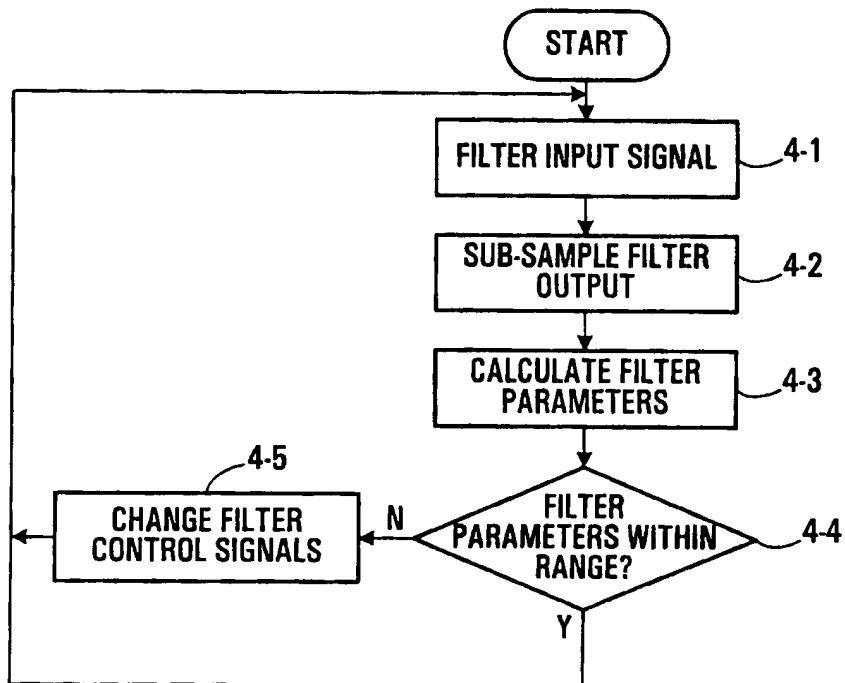 START
FILTER INPUT SIGNAL
4-1
SUB-SAMPLE FILTER
OUTPUT
4-2
CALCULATE FILTER
PARAMETERS
4-3
FILTER
PARAMETERS WITHIN
RANGE?
4-4
N
Y
4-5
CHANGE FILTER
CONTROL SIGNALS